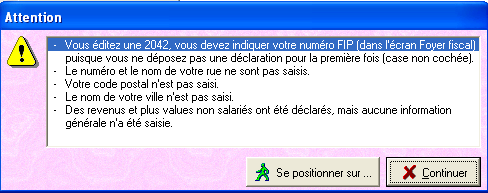 Attention
- Vous éditez une 2042, vous devez indiquer votre numéro FIP (dans l'écran Foyer fiscal)
puisque vous ne déposez pas une déclaration pour la première fois (case non cochée).
- Le numéro et le nom de votre rue ne sont pas saisis.
- Votre code postal n'est pas saisi.
- Le nom de votre ville n'est pas saisi.
- Des revenus et plus values non salariés ont été déclarés, mais aucune information
générale n'a été saisie.
Se positionner sur ...
Continuer